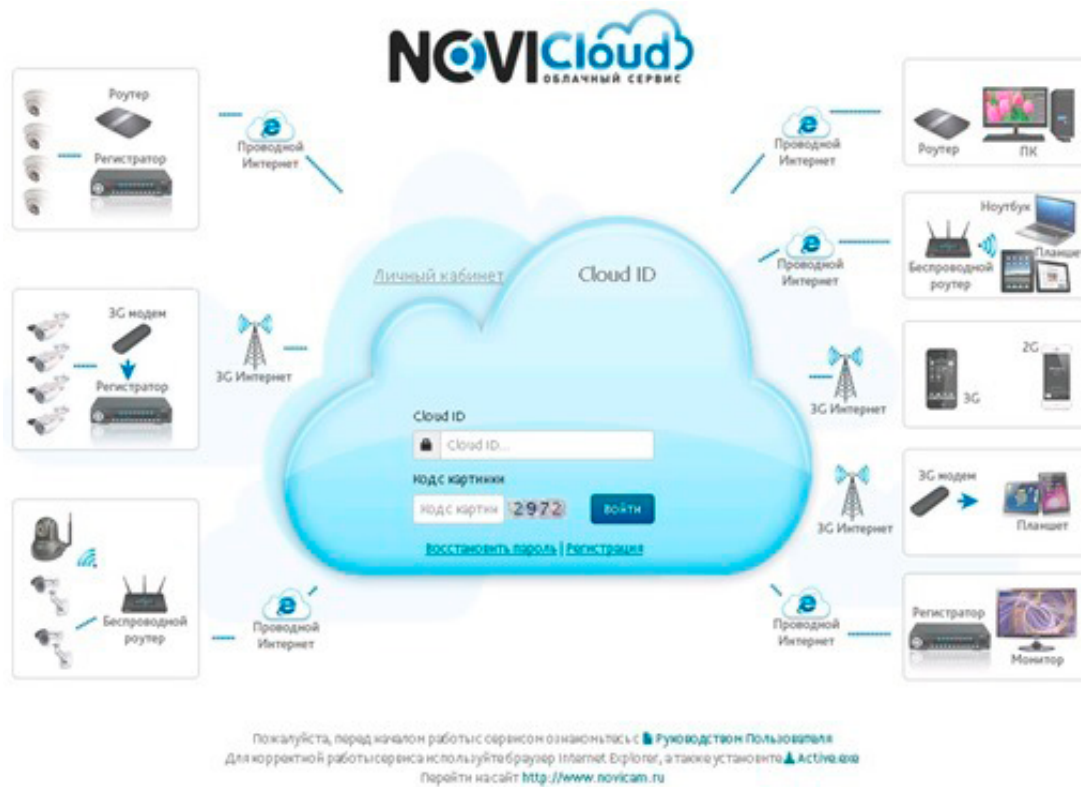 NOVICloud
ОБЛАЧНЫЙ СЕРВИС
Роутер
Регистратор
Проводной
Интернет
3G модем
Регистратор
3G Интернет
Беспроводной
роутер
Проводной
Интернет
Личный кабинет
Cloud ID
Cloud ID
Cloud ID...
Код с картинки
Код с картин
2972
Войти
Восстановить пароль | Регистрация
Проводной
Интернет
Роутер
ПК
Проводной
Интернет
Ноутбук
Планшет
Беспроводной
роутер
3G Интернет
3G
2G
3G Интернет
3G модем
Планшет
Проводной
Интернет
Регистратор
Монитор
Пожалуйста, перед началом работы с сервисом ознакомьтесь с Руководством Пользователя
Для корректной работы сервиса используйте браузер Internet Explorer, а также установите Active.exe
Перейти на сайт http://www.novicam.ru